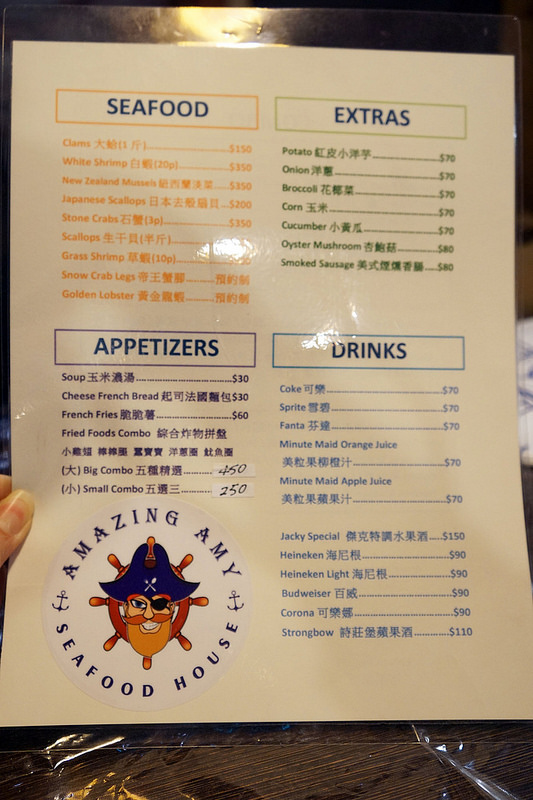 SEAFOOD
Clams 大蛤(1 斤)..........$150
White Shrimp 白蝦(20p)..........$350
New Zealand Mussels 紐西蘭淡菜....$350
Japanese Scallops 日本去殼扇貝...$200
Stone Crabs 石蟹(3p)..........$350
Scallops 生干貝(半斤)
Grass Shrimp 草蝦(10p)
Snow Crab Legs 帝王蟹腳..........預約制
Golden Lobster 黃金龍蝦..........預約制
EXTRAS
Potato 紅皮小洋芋..........$70
Onion 洋蔥..........$70
Broccoli 花椰菜..........$70
Corn 玉米..........$70
Cucumber 小黃瓜..........$70
Oyster Mushroom 杏鮑菇..........$80
Smoked Sausage 美式煙燻香腸....$80
APPETIZERS
Soup 玉米濃湯..........$30
Cheese French Bread 起司法國麵包$30
French Fries 脆脆薯..........$60
Fried Foods Combo 綜合炸物拼盤
小雞妞 棒棒圈 蠶寶寶 洋蔥圈 魷魚圈
(大) Big Combo 五種精選..........450
(小) Small Combo 五選三..........250
DRINKS
Coke 可樂..........$70
Sprite 雪碧..........$70
Fanta 芬達..........$70
Minute Maid Orange Juice
美粒果柳橙汁..........$70
Minute Maid Apple Juice
美粒果蘋果汁..........$70
Jacky Special 傑克特調水果酒....$150
Heineken 海尼根..........$90
Heineken Light 海尼根..........$90
Budweiser 百威..........$90
Corona 可樂娜..........$90
Strongbow 詩莊堡蘋果酒..........$110
AMAZING AMY
SEAFOOD HOUSE